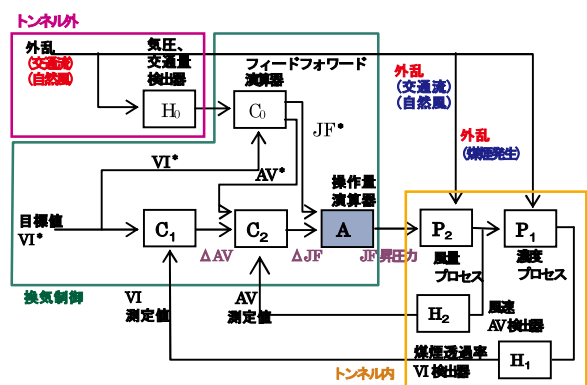 トンネル外
外乱
(交通流)
(自然風)
気圧、
交通量
検出器
H₀
フィードフォワード
演算器
C₀
JF*
外乱
(交通流)
(自然風)
外乱
(煤煙発生)
VI*
AV*
操作量
演算器
目標値
VI*
C₁
C₂
A
P₂
P₁
ΔAV
ΔJF
JF昇圧力
風量
プロセス
濃度
プロセス
換気制御
VI
測定値
AV
測定値
H₂
風速
AV検出器
煤煙透過率
VI検出器
H₁
トンネル内